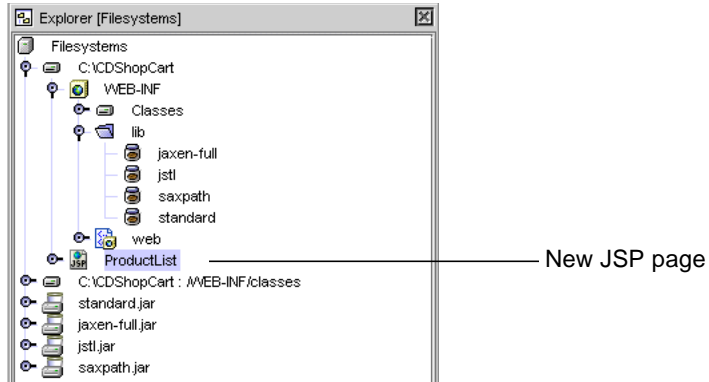 Explorer [Filesystems]
Filesystems
C:\CDShopCart
WEB-INF
Classes
lib
jaxen-full
jstl
saxpath
standard
web
JSP ProductList
New JSP page
C:\CDShopCart : /WEB-INF/classes
standard.jar
jaxen-full.jar
jstl.jar
saxpath.jar